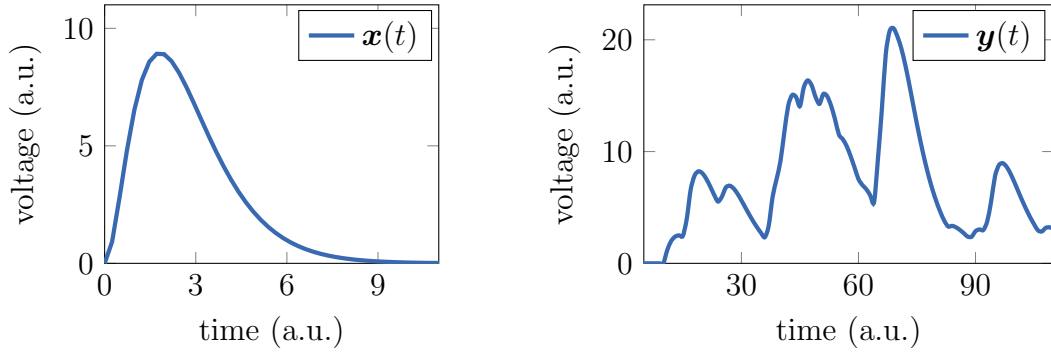 voltage (a.u.)
10
5
0
x(t)
0 3 6 9
time (a.u.)
voltage (a.u.)
20
10
0
y(t)
30 60 90
time (a.u.)